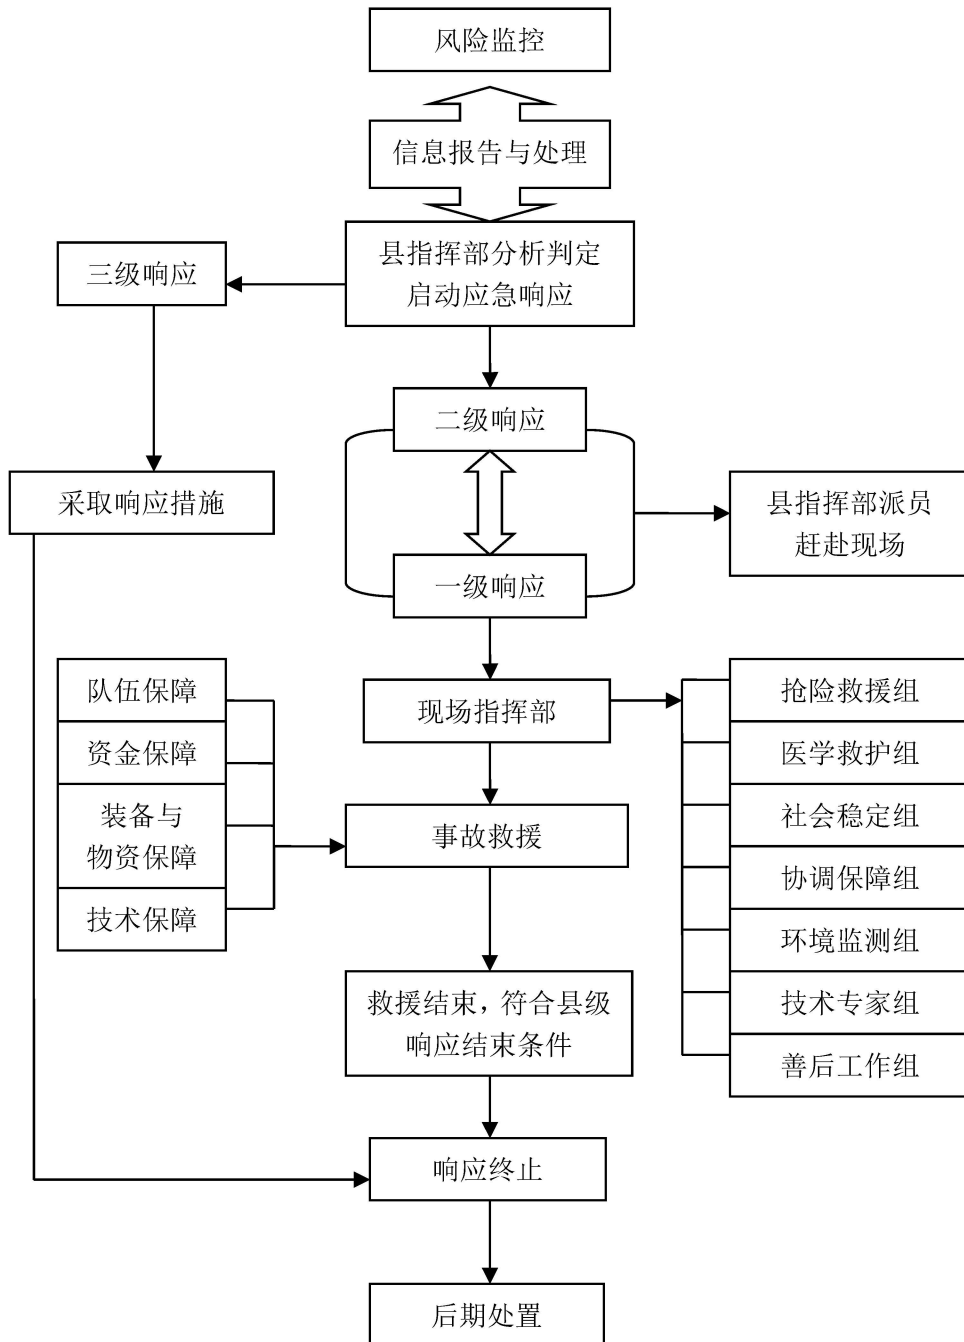 风险监控
信息报告与处理
县指挥部分析判定
启动应急响应
三级响应
二级响应
采取响应措施
县指挥部派员
赶赴现场
一级响应
队伍保障
资金保障
装备与
物资保障
技术保障
现场指挥部
抢险救援组
医学救护组
社会稳定组
协调保障组
环境监测组
技术专家组
善后工作组
事故救援
救援结束，符合县级
响应结束条件
响应终止
后期处置